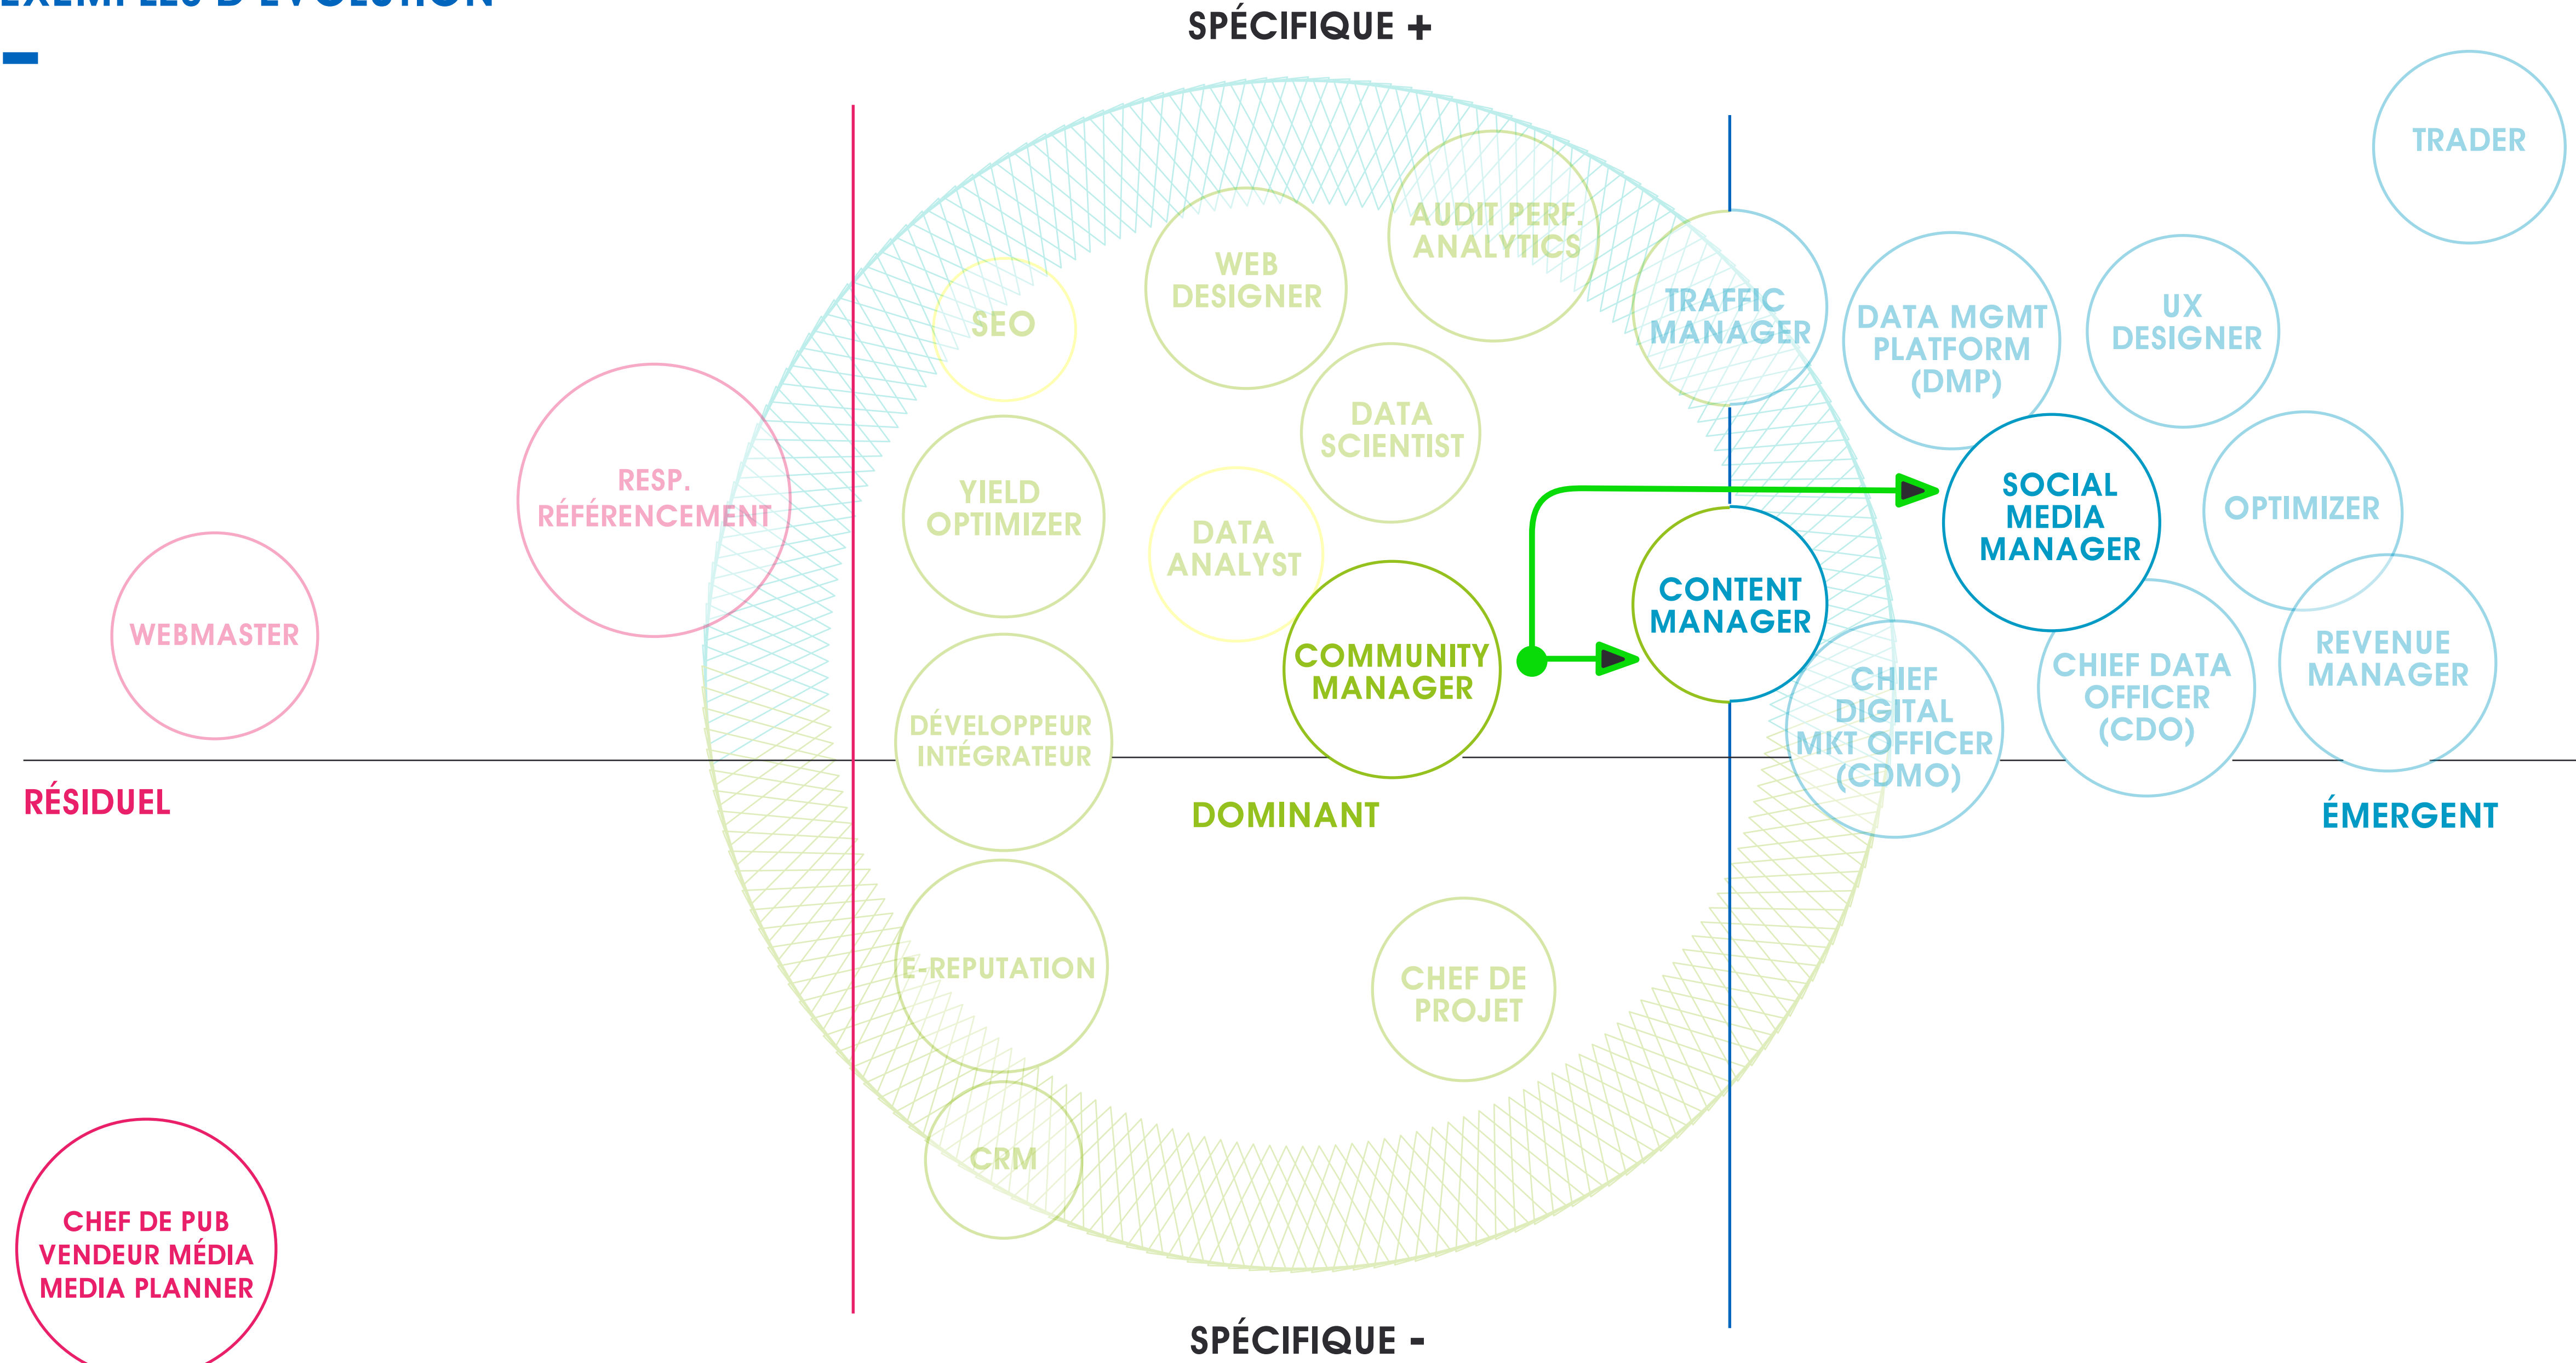 EXEMPLES D'ÉVOLUTION
SPÉCIFIQUE +
TRADER
AUDIT PERF.
ANALYTICS
WEB
DESIGNER
SEO
TRAFFIC
MANAGER
DATA MGMT
PLATFORM
(DMP)
UX
DESIGNER
DATA
SCIENTIST
RESP.
RÉFÉRENCEMENT
YIELD
OPTIMIZER
DATA
ANALYST
SOCIAL
MEDIA
MANAGER
OPTIMIZER
WEBMASTER
COMMUNITY
MANAGER
CONTENT
MANAGER
CHIEF
DIGITAL
MKT OFFICER
(CDMO)
CHIEF DATA
OFFICER
(CDO)
REVENUE
MANAGER
DÉVELOPPEUR
INTÉGRATEUR
RÉSIDUEL
DOMINANT
ÉMERGENT
E-REPUTATION
CHEF DE
PROJET
CRM
CHEF DE PUB
VENDEUR MÉDIA
MEDIA PLANNER
SPÉCIFIQUE -